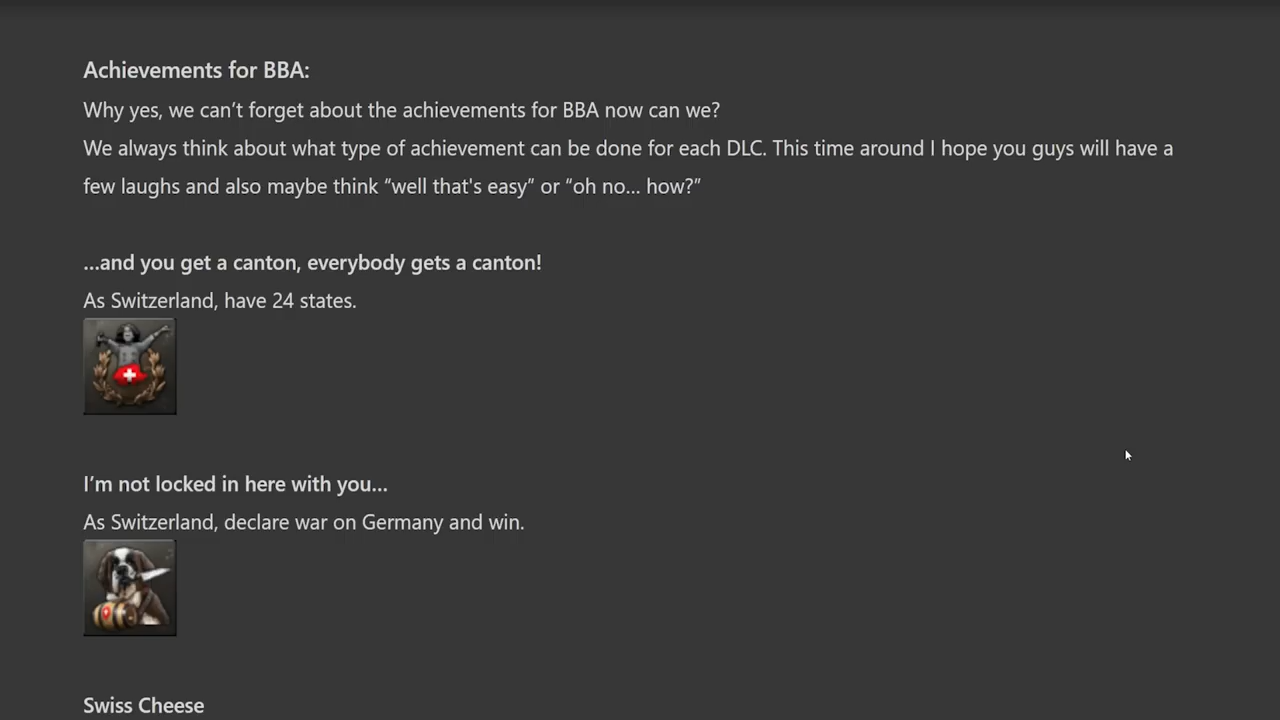 Achievements for BBA:
Why yes, we can’t forget about the achievements for BBA now can we?
We always think about what type of achievement can be done for each DLC. This time around I hope you guys will have a
few laughs and also maybe think “well that's easy” or “oh no... how?”
...and you get a canton, everybody gets a canton!
As Switzerland, have 24 states.
I’m not locked in here with you...
As Switzerland, declare war on Germany and win.
Swiss Cheese